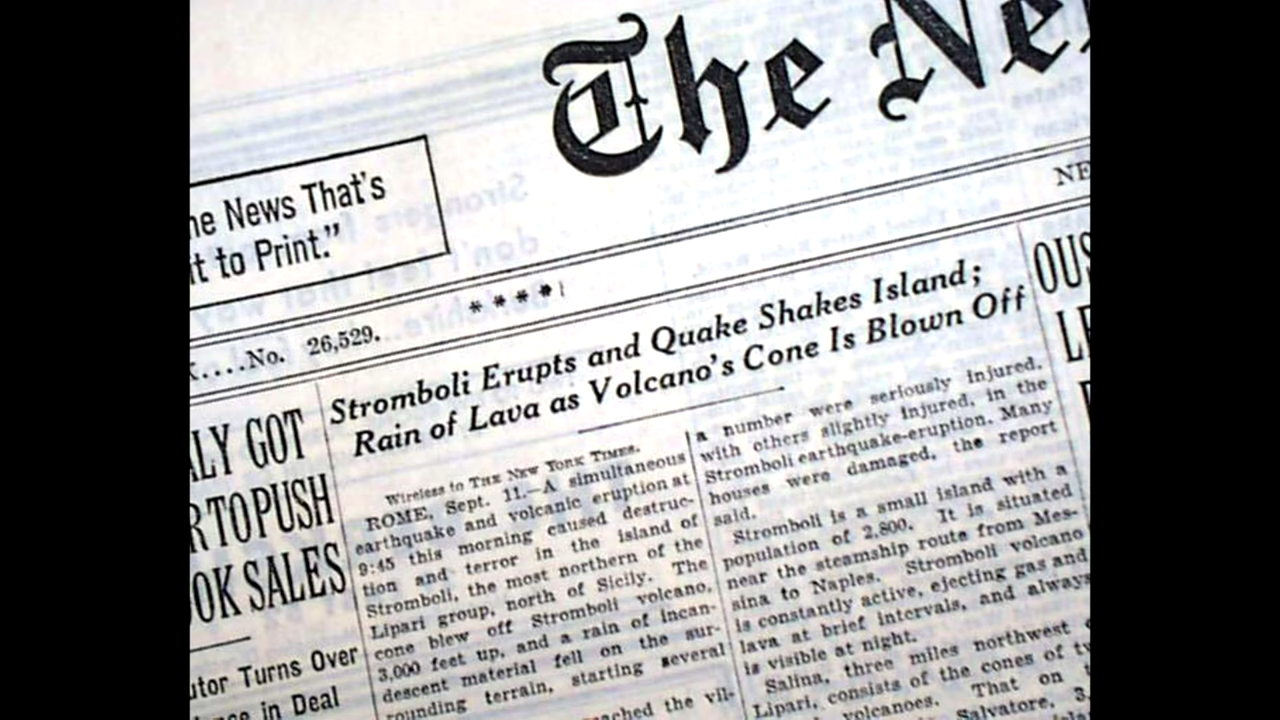 The Ne
he News That's
it to Print."
NE
....No. 26,529.
****
ALY GOT
R TO PUSH
OOK SALES
utor Turns Over
in Deal
Stromboli Erupts and Quake Shakes Island;
Rain of Lava as Volcano's Cone Is Blown Off
Wireless to THE NEW YORK TIMES.
ROME, Sept. 11.—A simultaneous
earthquake and volcanic eruption at
9:45 this morning caused destruc-
tion and terror in the island of
Stromboli, the most northern of the
Lipari group, north of Sicily. The
cone blew off Stromboli volcano,
3,000 feet up, and a rain of incan-
descent material fell on the sur-
rounding terrain, starting several
reached the vil-
a number were seriously injured,
with others slightly injured, in the
Stromboli earthquake-eruption. Many
houses were damaged, the report
said.
Stromboli is a small island with a
population of 2,800. It is situated
near the steamship route from Mes-
sina to Naples. Stromboli volcano
is constantly active, ejecting gas and
lava at brief intervals, and always
is visible at night.
Salina, three miles northwest
Lipari, consists of the cones of tw
volcanoes. That on
Salvatore, 3,
OUS
LE